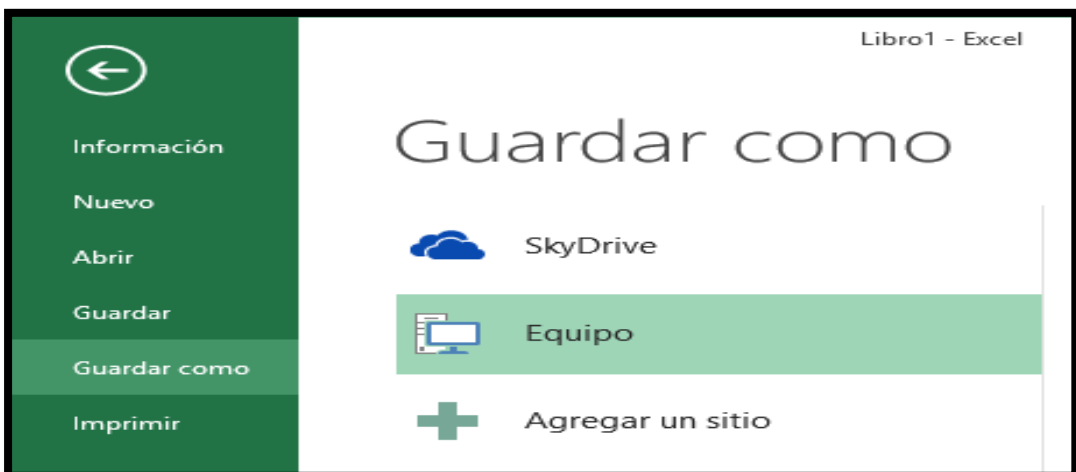 Libro1 - Excel
Información
Nuevo
Abrir
Guardar
Guardar como
Imprimir
Guardar como
SkyDrive
Equipo
Agregar un sitio